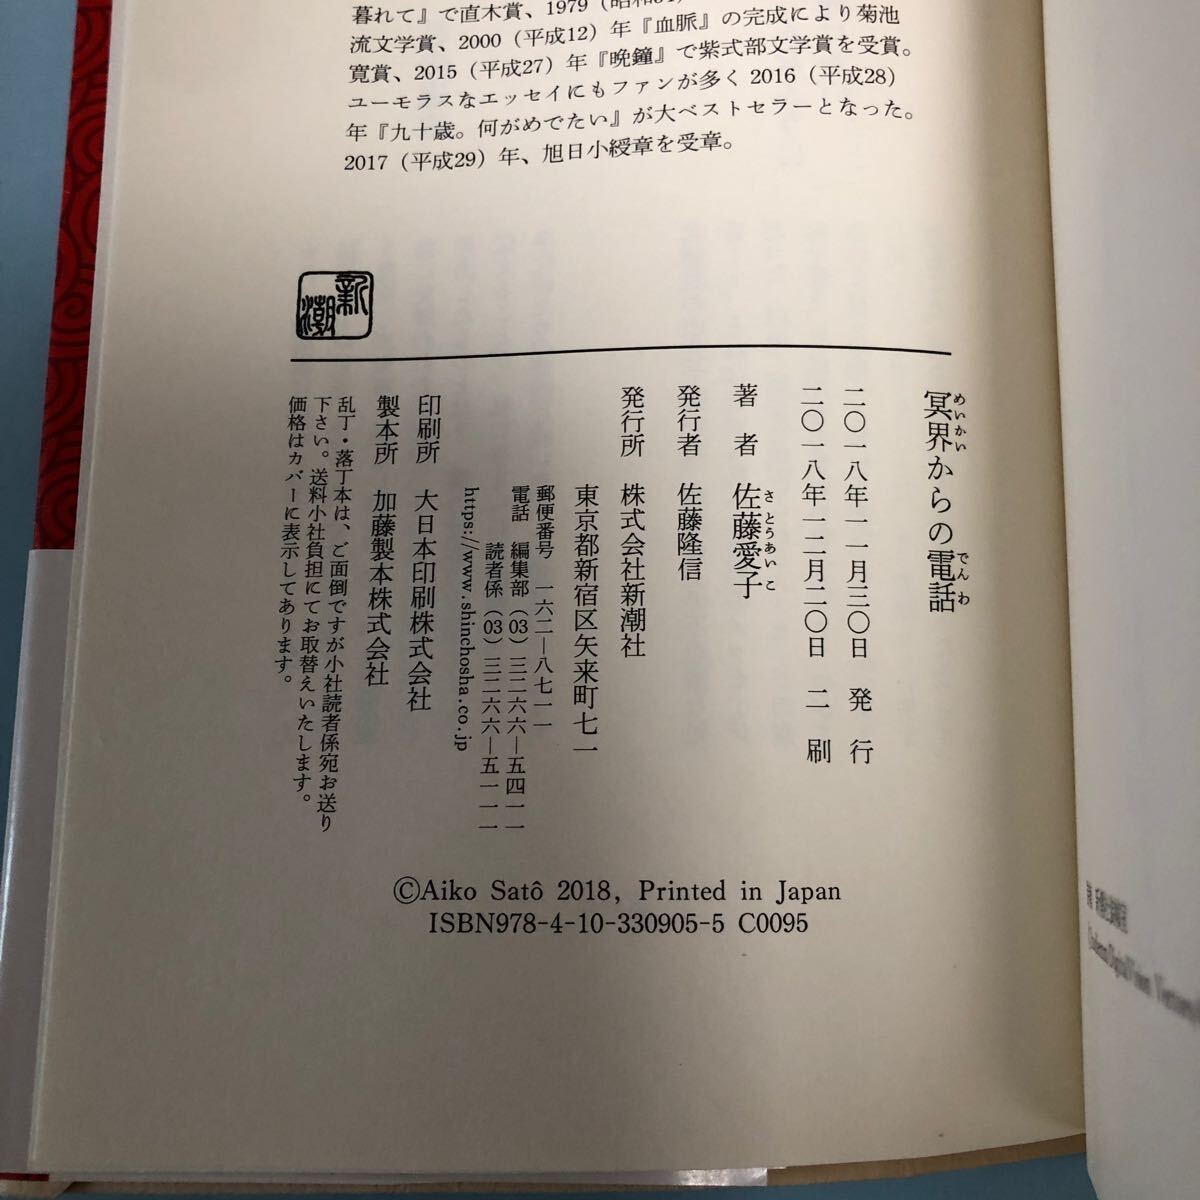 暮れて』で直木賞、1979（昭和
流文学賞、2000（平成12）年『血脈』の完成により菊池
寛賞、2015（平成27）年『晩鐘』で紫式部文学賞を受賞。
ユーモラスなエッセイにもファンが多く2016（平成28）
年『九十歳。何がめでたい』が大ベストセラーとなった。
2017（平成29）年、旭日小綬章を受章。
新潮
冥界からの電話
めいかい でんわ
二〇一八年一一月三〇日 発行
二〇一八年一二月二〇日 二刷
著者 佐藤愛子
さとうあいこ
発行者 佐藤隆信
発行所 株式会社新潮社
東京都新宿区矢来町七一
郵便番号 一六二―八七一一
電話 編集部（03）三二六六―五四一一
読者係（03）三二六六―五一一一
https://www.shinchosha.co.jp
印刷所 大日本印刷株式会社
製本所 加藤製本株式会社
乱丁・落丁本は、ご面倒ですが小社読者係宛お送り
下さい。送料小社負担にてお取替えいたします。
価格はカバーに表示してあります。
©Aiko Satô 2018, Printed in Japan
ISBN978-4-10-330905-5 C0095